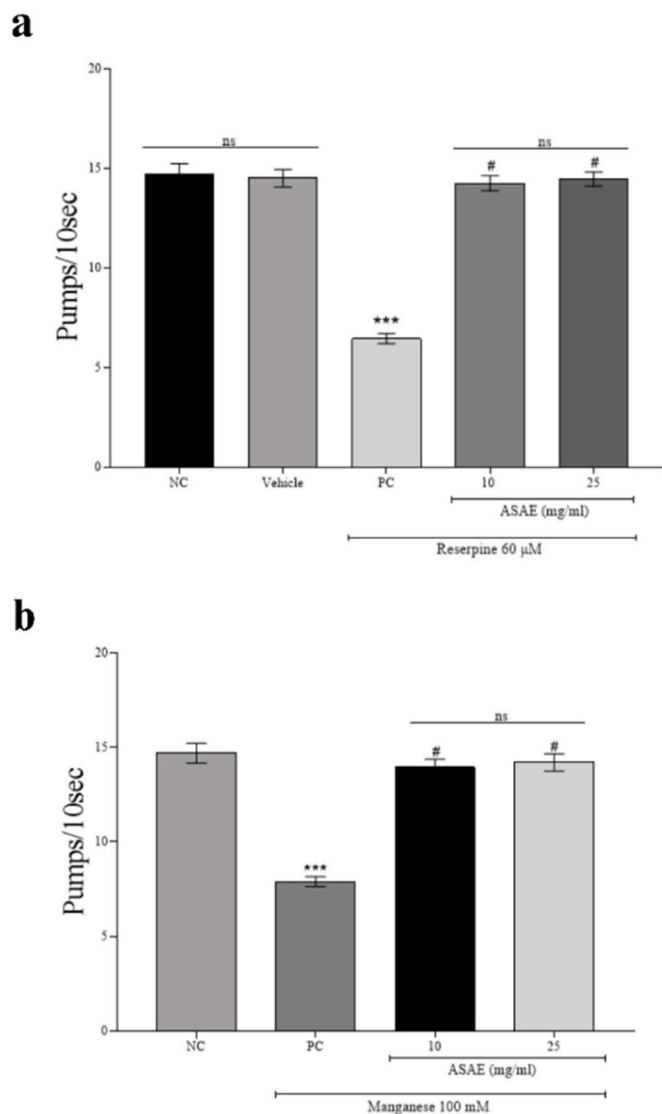 a
20
ns
ns
15
# #
Pumps/10sec
10
***
5
0
NC Vehicle PC 10 25
ASAE (mg/ml)
Reserpine 60 µM
b
20
ns
15
# #
Pumps/10sec
10
***
5
0
NC PC 10 25
ASAE (mg/ml)
Manganese 100 mM